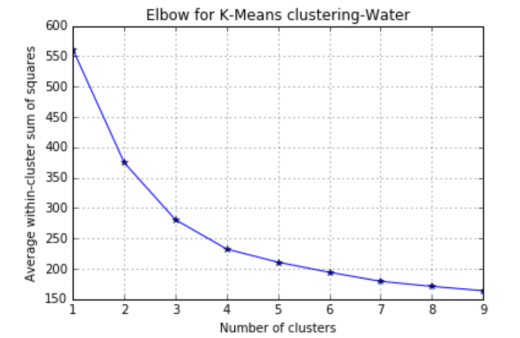 Elbow for K-Means clustering-Water
600
550
500
450
400
350
300
250
200
150
Average within-cluster sum of squares
1 2 3 4 5 6 7 8 9
Number of clusters